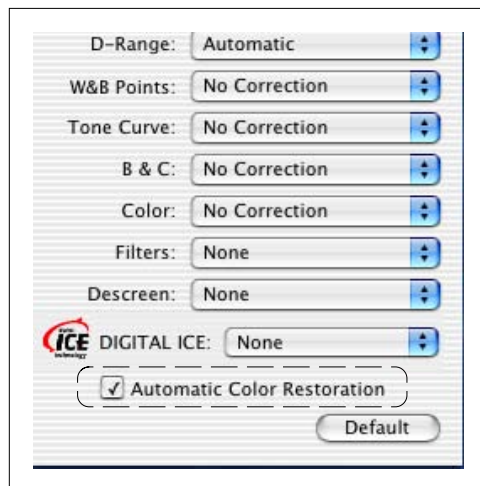 D-Range: Automatic
W&B Points: No Correction
Tone Curve: No Correction
B & C: No Correction
Color: No Correction
Filters: None
Descreen: None
ICE DIGITAL ICE: None
technology
✓ Automatic Color Restoration
Default